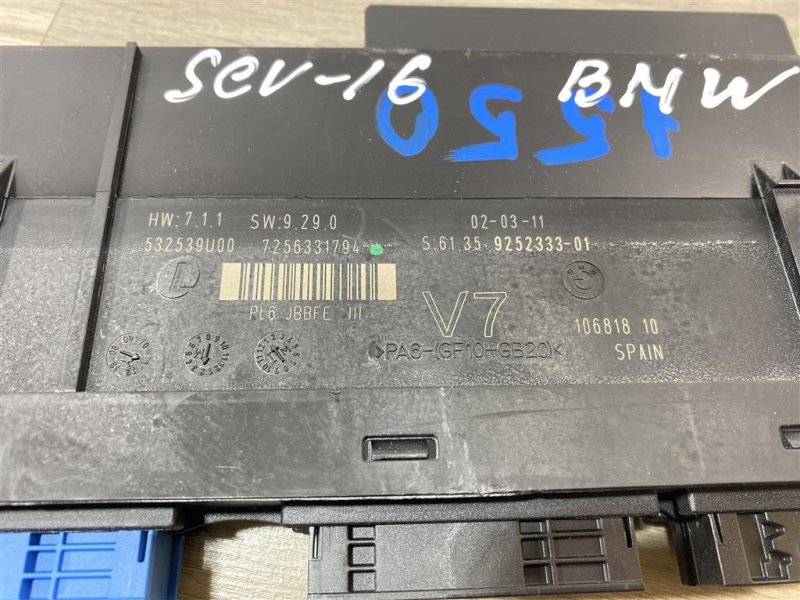 SCV-16 BMW
1550
HW:7.1.1 SW:9.29.0 02-03-11
532539U00 7256331794 S:61.35 9252333-01
PL6 JBBFE III
V7
>PA6-(GF10+GB20)<
106818 10
SPAIN